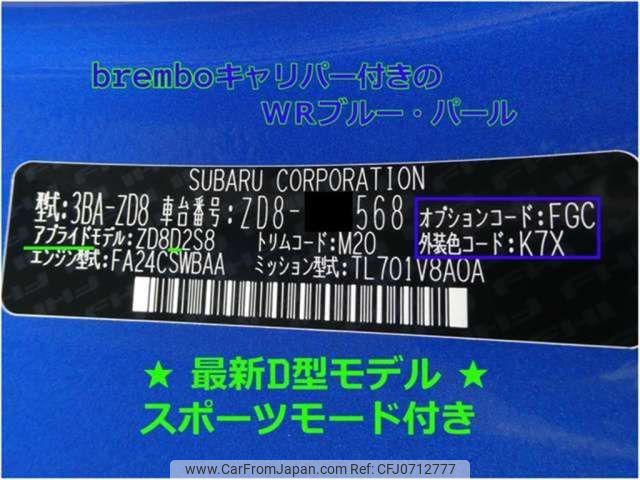 bremboキャリパー付きの
WRブルー・パール
SUBARU CORPORATION
型式:3BA-ZD8 車台番号:ZD8- 568
オプションコード:FGC
アプライドモデル:ZD8D2S8 トリムコード:M20
外装色コード:K7X
エンジン型式:FA24CSWBAA ミッション型式:TL701V8A0A
★ 最新D型モデル ★
スポーツモード付き
www.CarFromJapan.com @ CFJ0712777